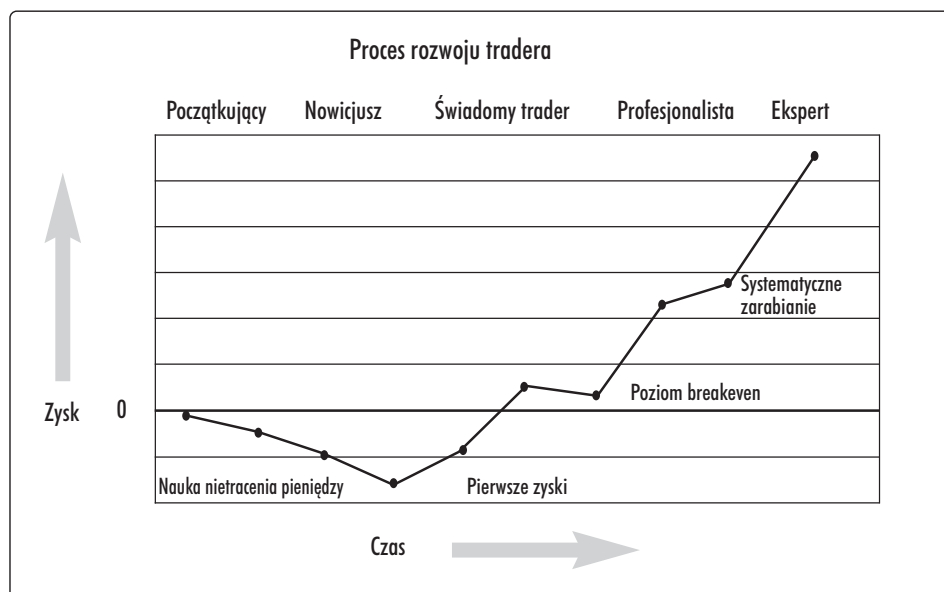 Proces rozwoju tradera
Początkujący Nowicjusz Świadomy trader Profesjonalista Ekspert
Systematyczne
zarabianie
Poziom breakeven
Zysk 0
Nauka nietracenia pieniędzy Pierwsze zyski
Czas